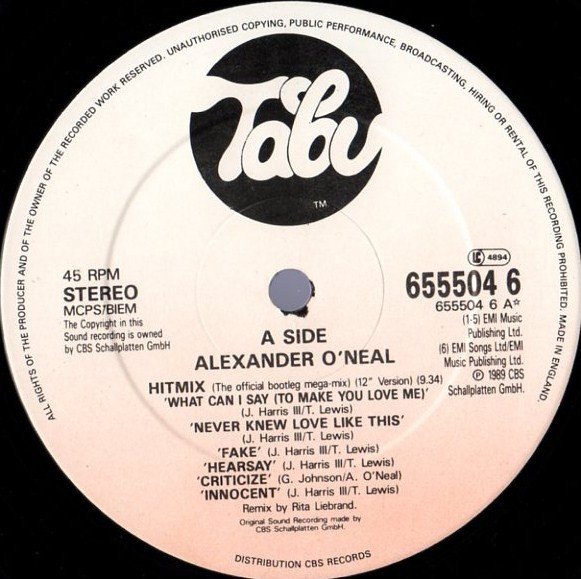 ALL RIGHTS OF THE PRODUCER AND OF THE OWNER OF THE RECORDED WORK RESERVED. UNAUTHORISED COPYING, PUBLIC PERFORMANCE, BROADCASTING, HIRING OR RENTAL OF THIS RECORDING PROHIBITED. MADE IN ENGLAND
Tabu
TM
LC 4894
45 RPM
STEREO
MCPS/BIEM
The Copyright in this
Sound recording is owned
by CBS Schallplatten GmbH
655504 6
655504 6 A☆
(1-5) EMI Music
Publishing Ltd.
(6) EMI Songs Ltd/EMI
Music Publishing Ltd.
Ⓟ 1989 CBS
Schallplatten GmbH.
A SIDE
ALEXANDER O'NEAL
HITMIX (The official bootleg mega-mix) (12" Version) (9.34)
'WHAT CAN I SAY (TO MAKE YOU LOVE ME)'
(J. Harris III/T. Lewis)
'NEVER KNEW LOVE LIKE THIS'
(J. Harris III/T. Lewis)
'FAKE' (J. Harris III/T. Lewis)
'HEARSAY' (J. Harris III/T. Lewis)
'CRITICIZE' (G. Johnson/A. O'Neal)
'INNOCENT' (J. Harris III/T. Lewis)
Remix by Rita Liebrand.
Original Sound Recording made by
CBS Schallplatten GmbH.
DISTRIBUTION CBS RECORDS